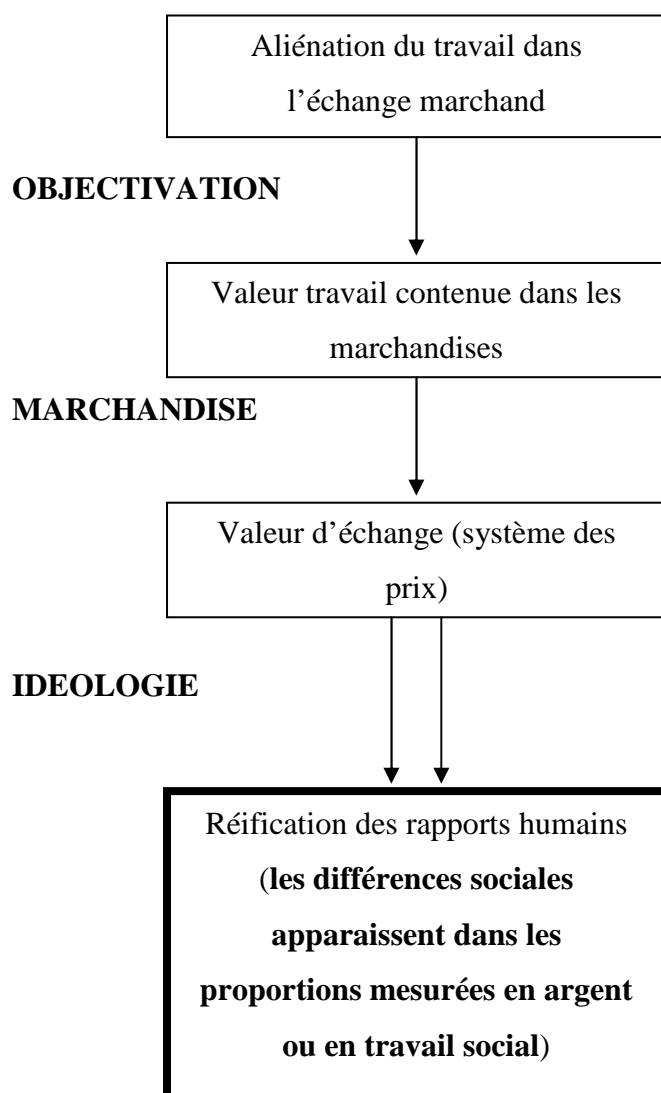 Aliénation du travail dans
l’échange marchand
OBJECTIVATION
Valeur travail contenue dans les
marchandises
MARCHANDISE
Valeur d’échange (système des
prix)
IDEOLOGIE
Réification des rapports humains
(les différences sociales
apparaissent dans les
proportions mesurées en argent
ou en travail social)